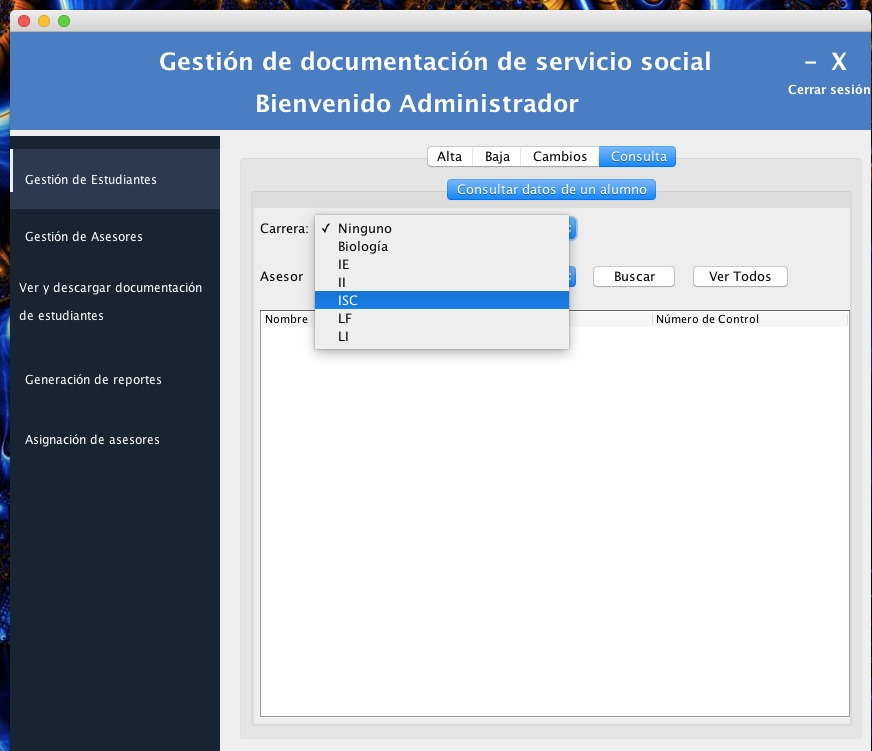 Gestión de documentación de servicio social
– X
Bienvenido Administrador
Cerrar sesión
Gestión de Estudiantes
Gestión de Asesores
Ver y descargar documentación
de estudiantes
Generación de reportes
Asignación de asesores
Alta Baja Cambios Consulta
Consultar datos de un alumno
Carrera:
✓ Ninguno
Biología
IE
II
ISC
LF
LI
Asesor
Buscar Ver Todos
Nombre Número de Control